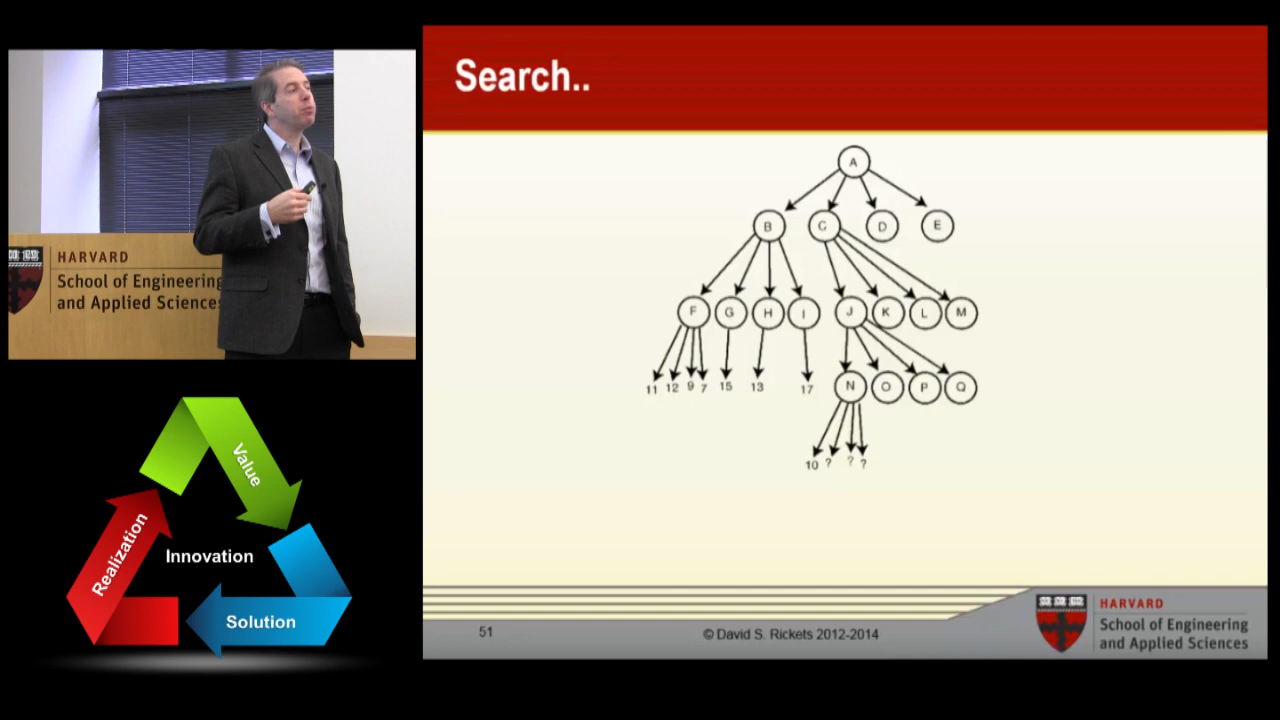 HARVARD
School of Engineering
and Applied Sciences
Value
Realization
Innovation
Solution
Search..
A
B C D E
F G H I J K L M
11 12 9 7 15 13 17 N O P Q
10 ? ? ?
51
© David S. Rickets 2012-2014
HARVARD
School of Engineering
and Applied Sciences